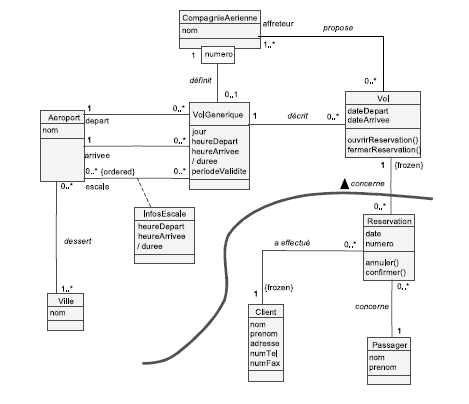 CompagnieAerienne
nom
affreteur
propose
1..*
1
numero
définit
0..1
0..*
Vol
dateDepart
dateArrivee
ouvrirReservation()
fermerReservation()
VolGenerique
jour
heureDepart
heureArrivee
/ duree
periodeValidite
1
décrit
0..*
Aeroport
nom
1
depart
0..*
1
arrivee
0..*
0..* {ordered}
escale
0..*
0..*
1
{frozen}
concerne
0..*
InfosEscale
heureDepart
heureArrivee
/ duree
Reservation
date
numero
annuler()
confirmer()
dessert
a effectué
0..*
0..*
1..*
Ville
nom
1
{frozen}
concerne
Client
nom
prenom
adresse
numTel
numFax
1
Passager
nom
prenom